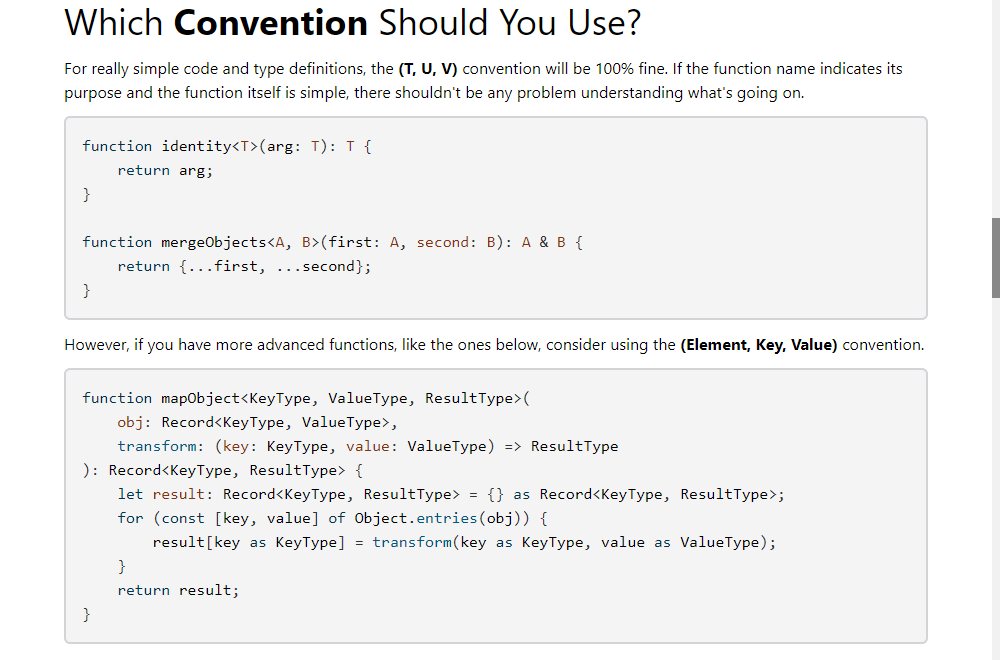 Which Convention Should You Use?
For really simple code and type definitions, the (T, U, V) convention will be 100% fine. If the function name indicates its
purpose and the function itself is simple, there shouldn't be any problem understanding what's going on.
function identity<T>(arg: T): T {
    return arg;
}
function mergeObjects<A, B>(first: A, second: B): A & B {
    return {...first, ...second};
}
However, if you have more advanced functions, like the ones below, consider using the (Element, Key, Value) convention.
function mapObject<KeyType, ValueType, ResultType>(
    obj: Record<KeyType, ValueType>,
    transform: (key: KeyType, value: ValueType) => ResultType
): Record<KeyType, ResultType> {
    let result: Record<KeyType, ResultType> = {} as Record<KeyType, ResultType>;
    for (const [key, value] of Object.entries(obj)) {
        result[key as KeyType] = transform(key as KeyType, value as ValueType);
    }
    return result;
}